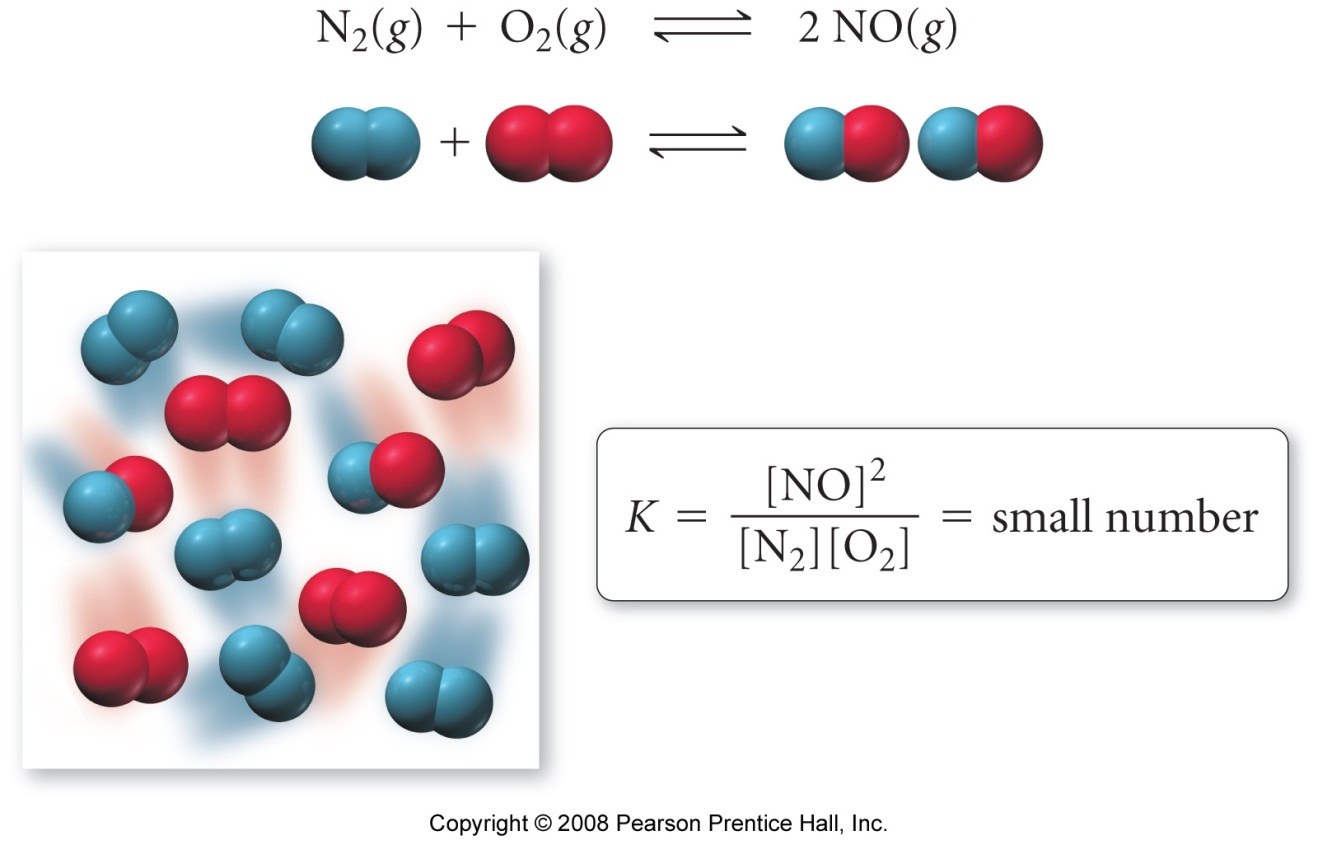 N₂(g) + O₂(g) ⇌ 2 NO(g)
+ ⇌
K = [NO]² / [N₂][O₂] = small number
Copyright © 2008 Pearson Prentice Hall, Inc.